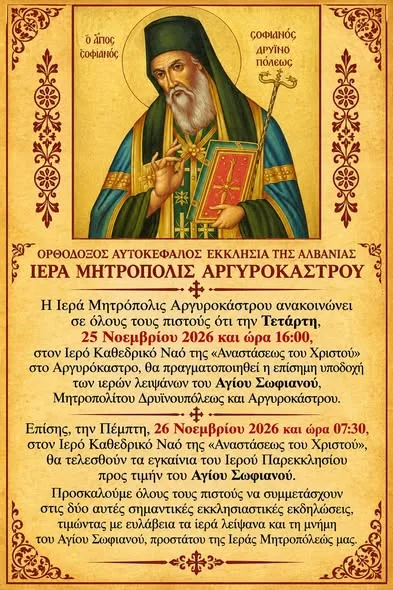 Ο ἍΓΙΟΣ
ΣΟΦΙΑΝΟΣ
ΣΟΦΙΑΝΟΣ
ΔΡΥΪΝΟ
ΠΟΛΕΩΣ
ΟΡΘΟΔΟΞΟΣ ΑΥΤΟΚΕΦΑΛΟΣ ΕΚΚΛΗΣΙΑ ΤΗΣ ΑΛΒΑΝΙΑΣ
ΙΕΡΑ ΜΗΤΡΟΠΟΛΙΣ ΑΡΓΥΡΟΚΑΣΤΡΟΥ
Η Ιερά Μητρόπολις Αργυροκάστρου ανακοινώνει
σε όλους τους πιστούς ότι την Τετάρτη,
25 Νοεμβρίου 2026 και ώρα 16:00,
στον Ιερό Καθεδρικό Ναό της «Αναστάσεως του Χριστού»
στο Αργυρόκαστρο, θα πραγματοποιηθεί η επίσημη υποδοχή
των ιερών λειψάνων του Αγίου Σωφιανού,
Μητροπολίτου Δρυϊνουπόλεως και Αργυροκάστρου.
Επίσης, την Πέμπτη, 26 Νοεμβρίου 2026 και ώρα 07:30,
στον Ιερό Καθεδρικό Ναό της «Αναστάσεως του Χριστού»,
θα τελεσθούν τα εγκαίνια του Ιερού Παρεκκλησίου
προς τιμήν του Αγίου Σωφιανού.
Προσκαλούμε όλους τους πιστούς να συμμετάσχουν
στις δύο αυτές σημαντικές εκκλησιαστικές εκδηλώσεις,
τιμώντας με ευλάβεια τα ιερά λείψανα και τη μνήμη
του Αγίου Σωφιανού, προστάτου της Ιεράς Μητροπόλεώς μας.